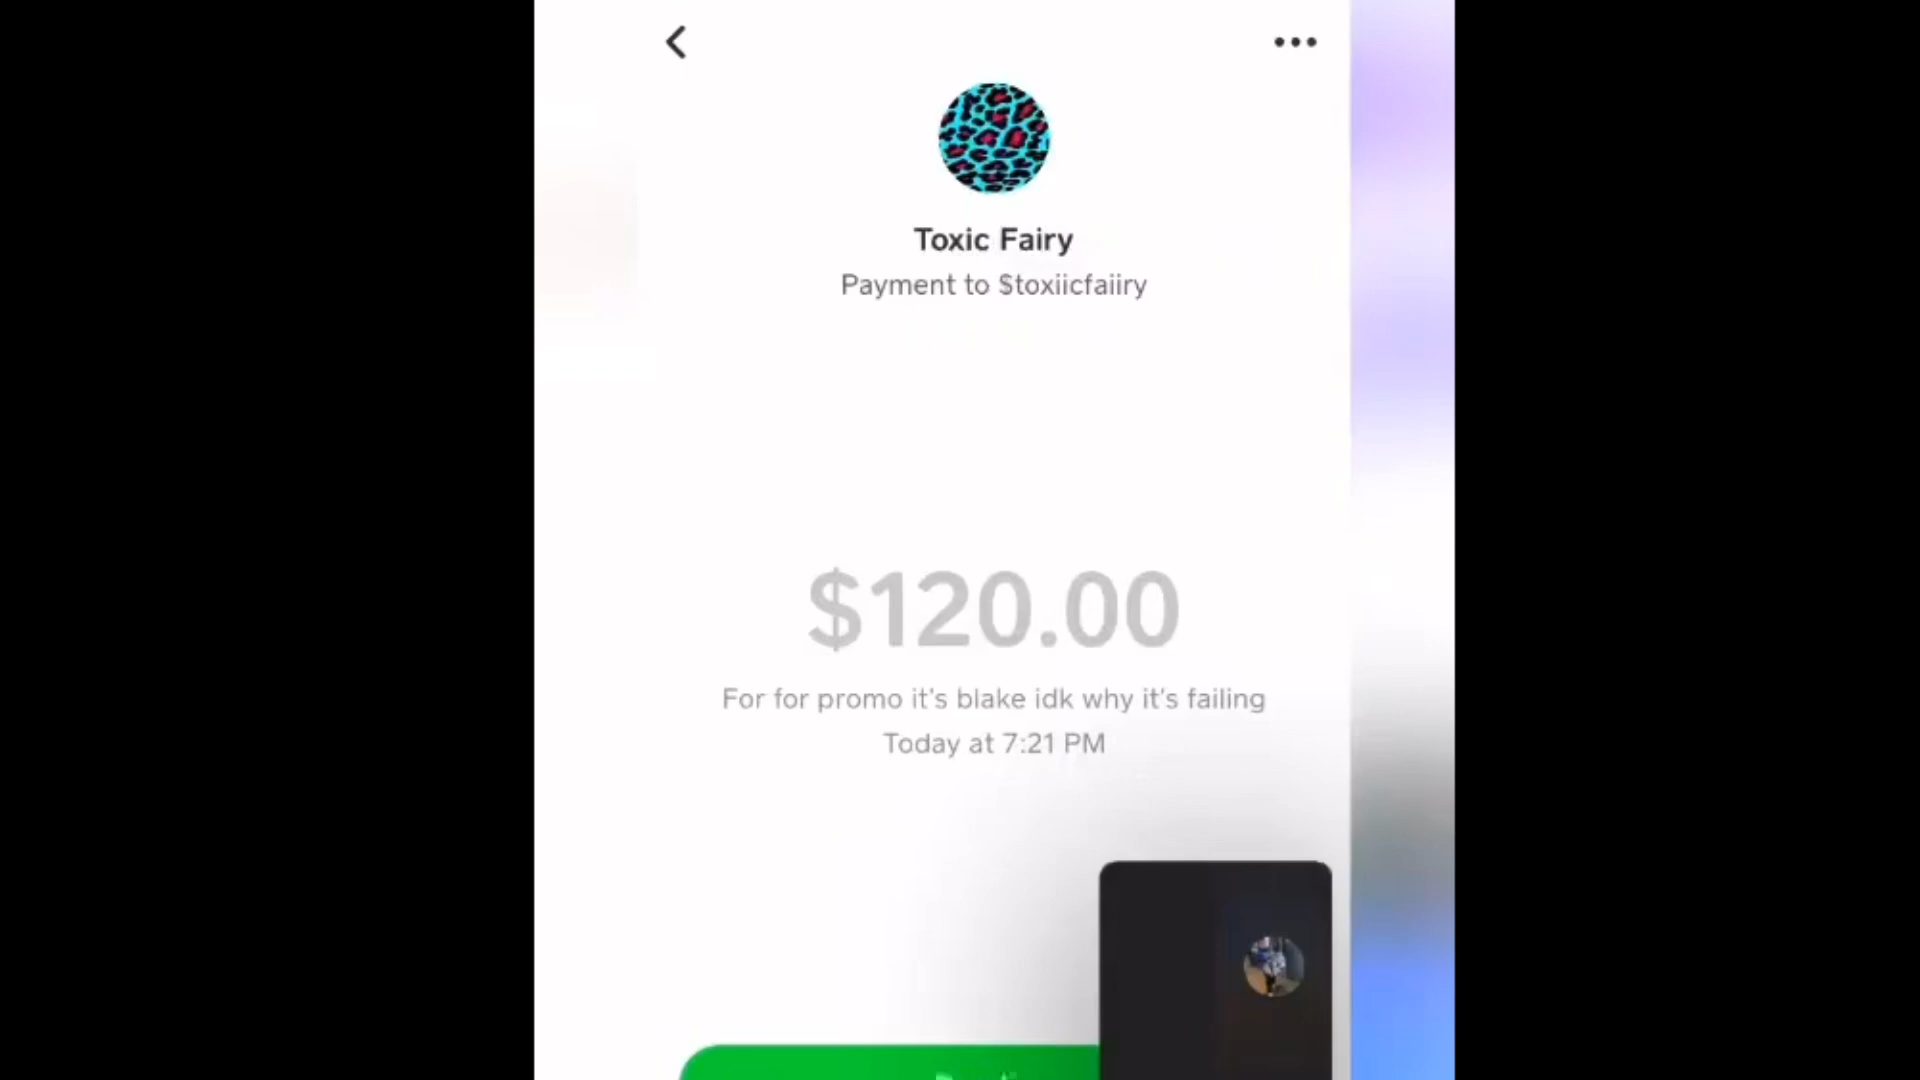 Toxic Fairy
Payment to $toxiicfaiiry
$120.00
For for promo it's blake idk why it's failing
Today at 7:21 PM